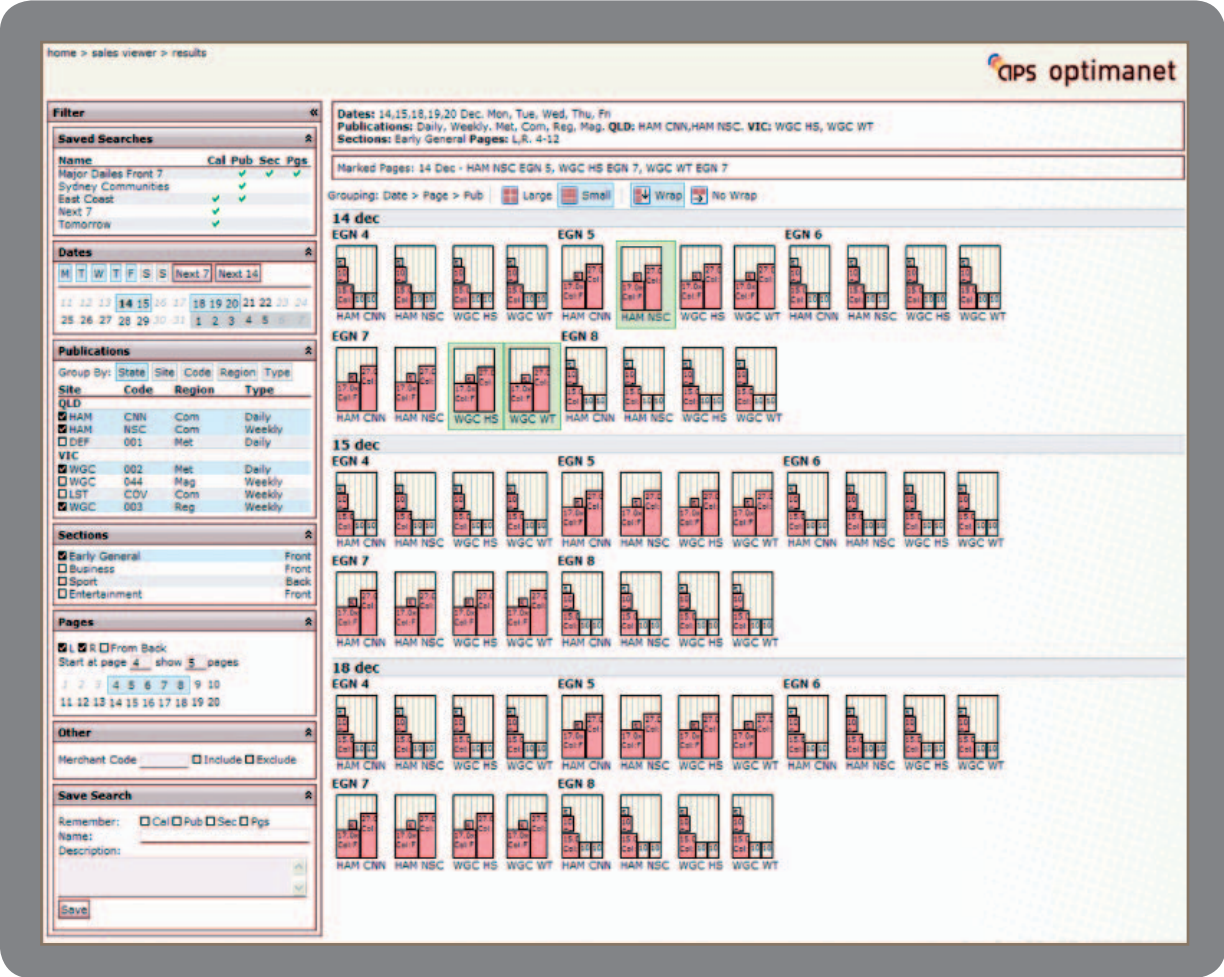 home > sales viewer > results
aps optimanet
Filter «
Saved Searches
Name Cal Pub Sec Pgs
Major Dailes Front 7
Sydney Communities
East Coast
Next 7
Tomorrow
Dates
M T W T F S S Next 7 Next 14
11 12 13 14 15 16 17 18 19 20 21 22 23 24
25 26 27 28 29 30 31 1 2 3 4 5 6 7
Publications
Group By: State Site Code Region Type
Site Code Region Type
QLD
HAM CNN Com Daily
HAM NSC Com Weekly
DEF 001 Met Daily
VIC
WGC 002 Met Daily
WGC 044 Mag Weekly
LST COV Com Weekly
WGC 003 Reg Weekly
Sections
Early General Front
Business Front
Sport Back
Entertainment Front
Pages
L R From Back
Start at page 4 show 5 pages
1 2 3 4 5 6 7 8 9 10
11 12 13 14 15 16 17 18 19 20
Other
Merchant Code Include Exclude
Save Search
Remember: Cal Pub Sec Pgs
Name:
Description:
Save
Dates: 14,15,18,19,20 Dec. Mon, Tue, Wed, Thu, Fri
Publications: Daily, Weekly. Met, Com, Reg, Mag. QLD: HAM CNN,HAM NSC. VIC: WGC HS, WGC WT
Sections: Early General Pages: L,R. 4-12
Marked Pages: 14 Dec - HAM NSC EGN 5, WGC HS EGN 7, WGC WT EGN 7
Grouping: Date > Page > Pub Large Small Wrap No Wrap
14 dec
EGN 4 EGN 5 EGN 6
HAM CNN HAM NSC WGC HS WGC WT HAM CNN HAM NSC WGC HS WGC WT HAM CNN HAM NSC WGC HS WGC WT
EGN 7 EGN 8
HAM CNN HAM NSC WGC HS WGC WT HAM CNN HAM NSC WGC HS WGC WT
15 dec
EGN 4 EGN 5 EGN 6
HAM CNN HAM NSC WGC HS WGC WT HAM CNN HAM NSC WGC HS WGC WT HAM CNN HAM NSC WGC HS WGC WT
EGN 7 EGN 8
HAM CNN HAM NSC WGC HS WGC WT HAM CNN HAM NSC WGC HS WGC WT
18 dec
EGN 4 EGN 5 EGN 6
HAM CNN HAM NSC WGC HS WGC WT HAM CNN HAM NSC WGC HS WGC WT HAM CNN HAM NSC WGC HS WGC WT
EGN 7 EGN 8
HAM CNN HAM NSC WGC HS WGC WT HAM CNN HAM NSC WGC HS WGC WT